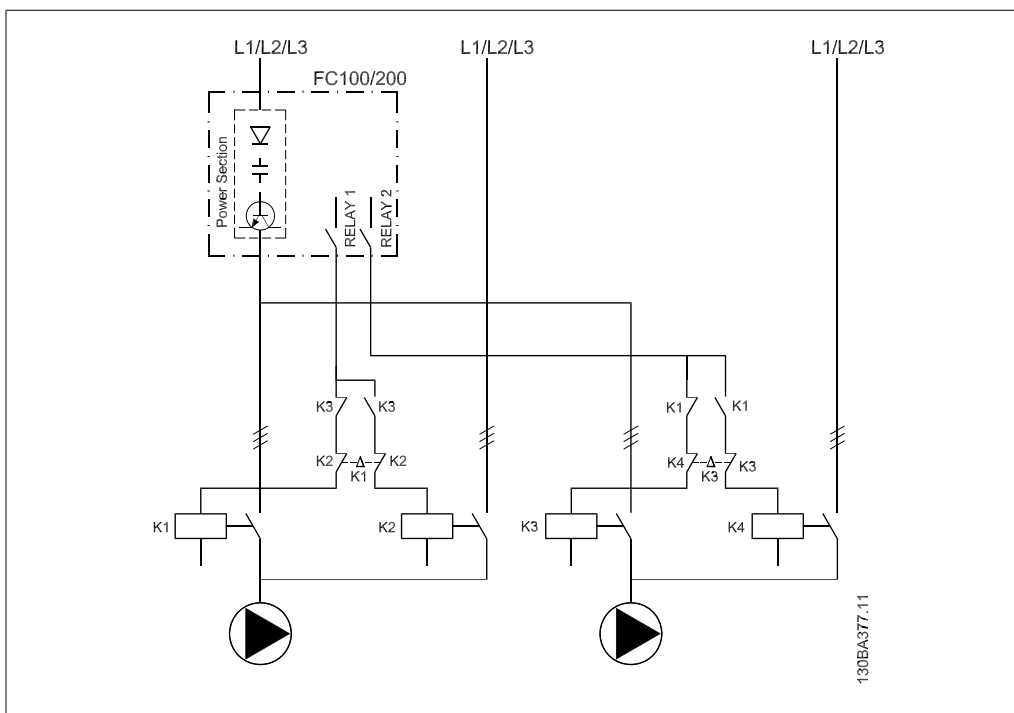 L1/L2/L3
L1/L2/L3
L1/L2/L3
FC100/200
Power Section
RELAY 1
RELAY 2
K3
K3
K1
K1
K2
K2
K1
K4
K3
K3
K1
K2
K3
K4
130BA377.11